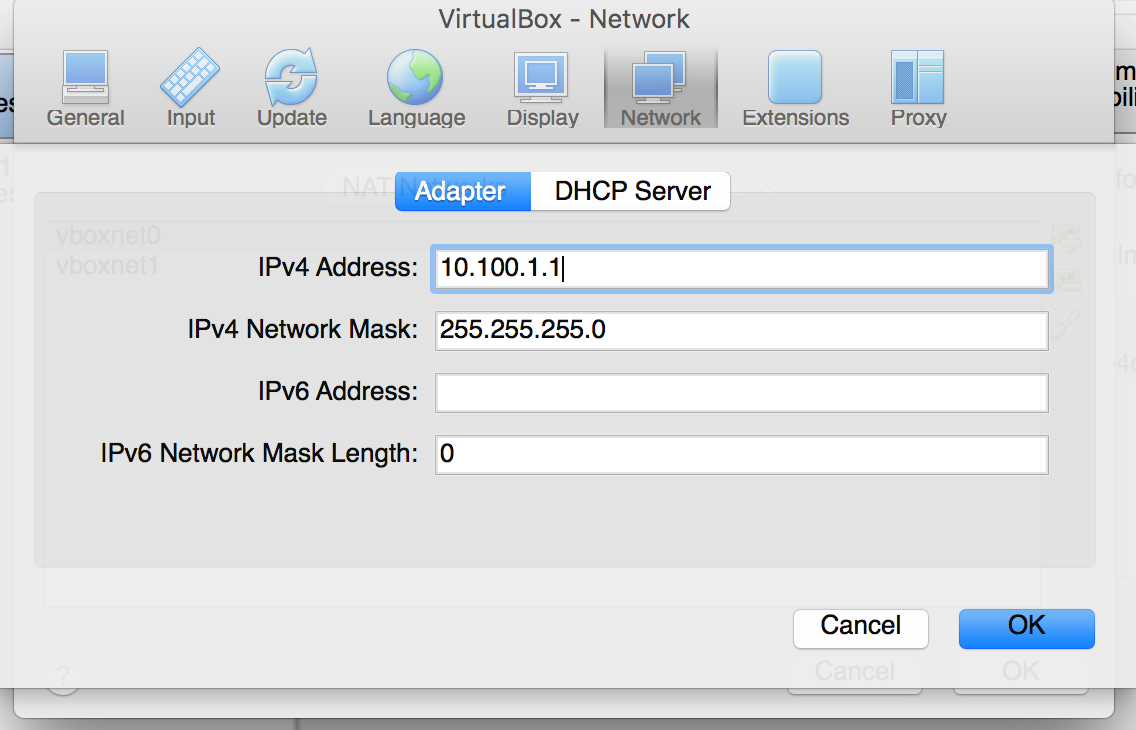 VirtualBox - Network
General Input Update Language Display Network Extensions Proxy
Adapter DHCP Server
vboxnet0
vboxnet1
IPv4 Address: 10.100.1.1
IPv4 Network Mask: 255.255.255.0
IPv6 Address:
IPv6 Network Mask Length: 0
Cancel OK
? Cancel OK